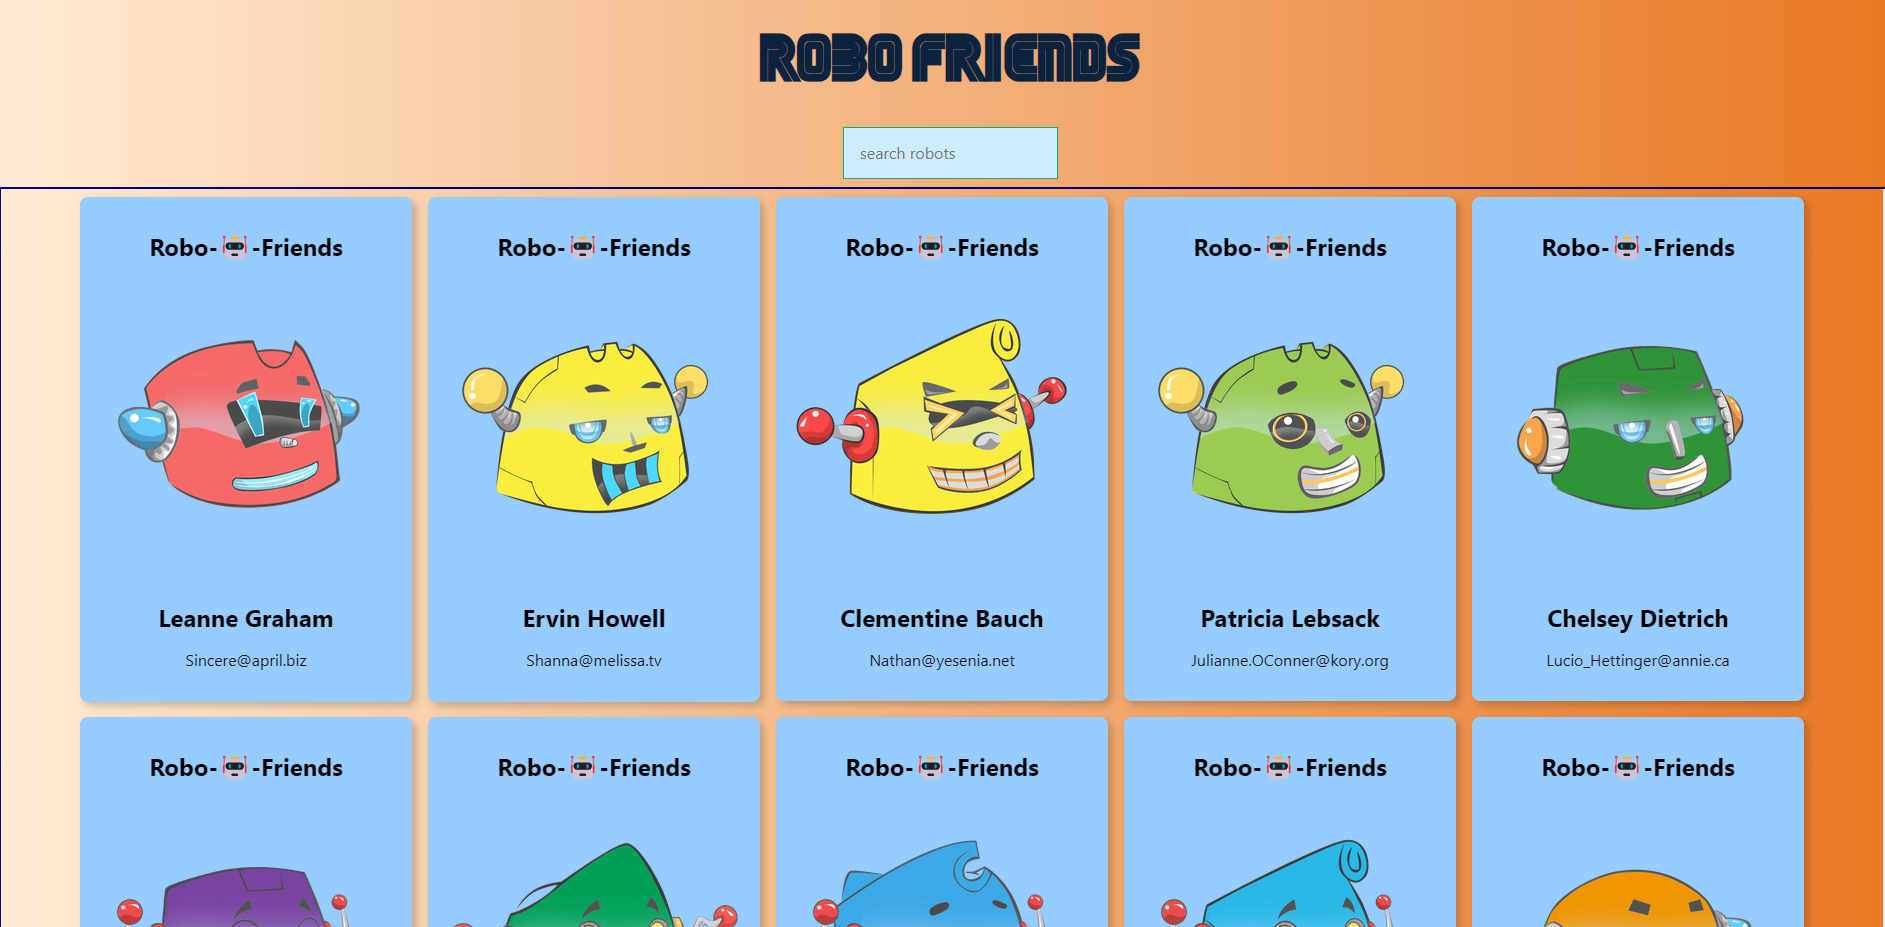 ROBO FRIENDS
search robots
Robo-🤖-Friends
Robo-🤖-Friends
Robo-🤖-Friends
Robo-🤖-Friends
Robo-🤖-Friends
Leanne Graham
Ervin Howell
Clementine Bauch
Patricia Lebsack
Chelsey Dietrich
Sincere@april.biz
Shanna@melissa.tv
Nathan@yesenia.net
Julianne.OConner@kory.org
Lucio_Hettinger@annie.ca
Robo-🤖-Friends
Robo-🤖-Friends
Robo-🤖-Friends
Robo-🤖-Friends
Robo-🤖-Friends